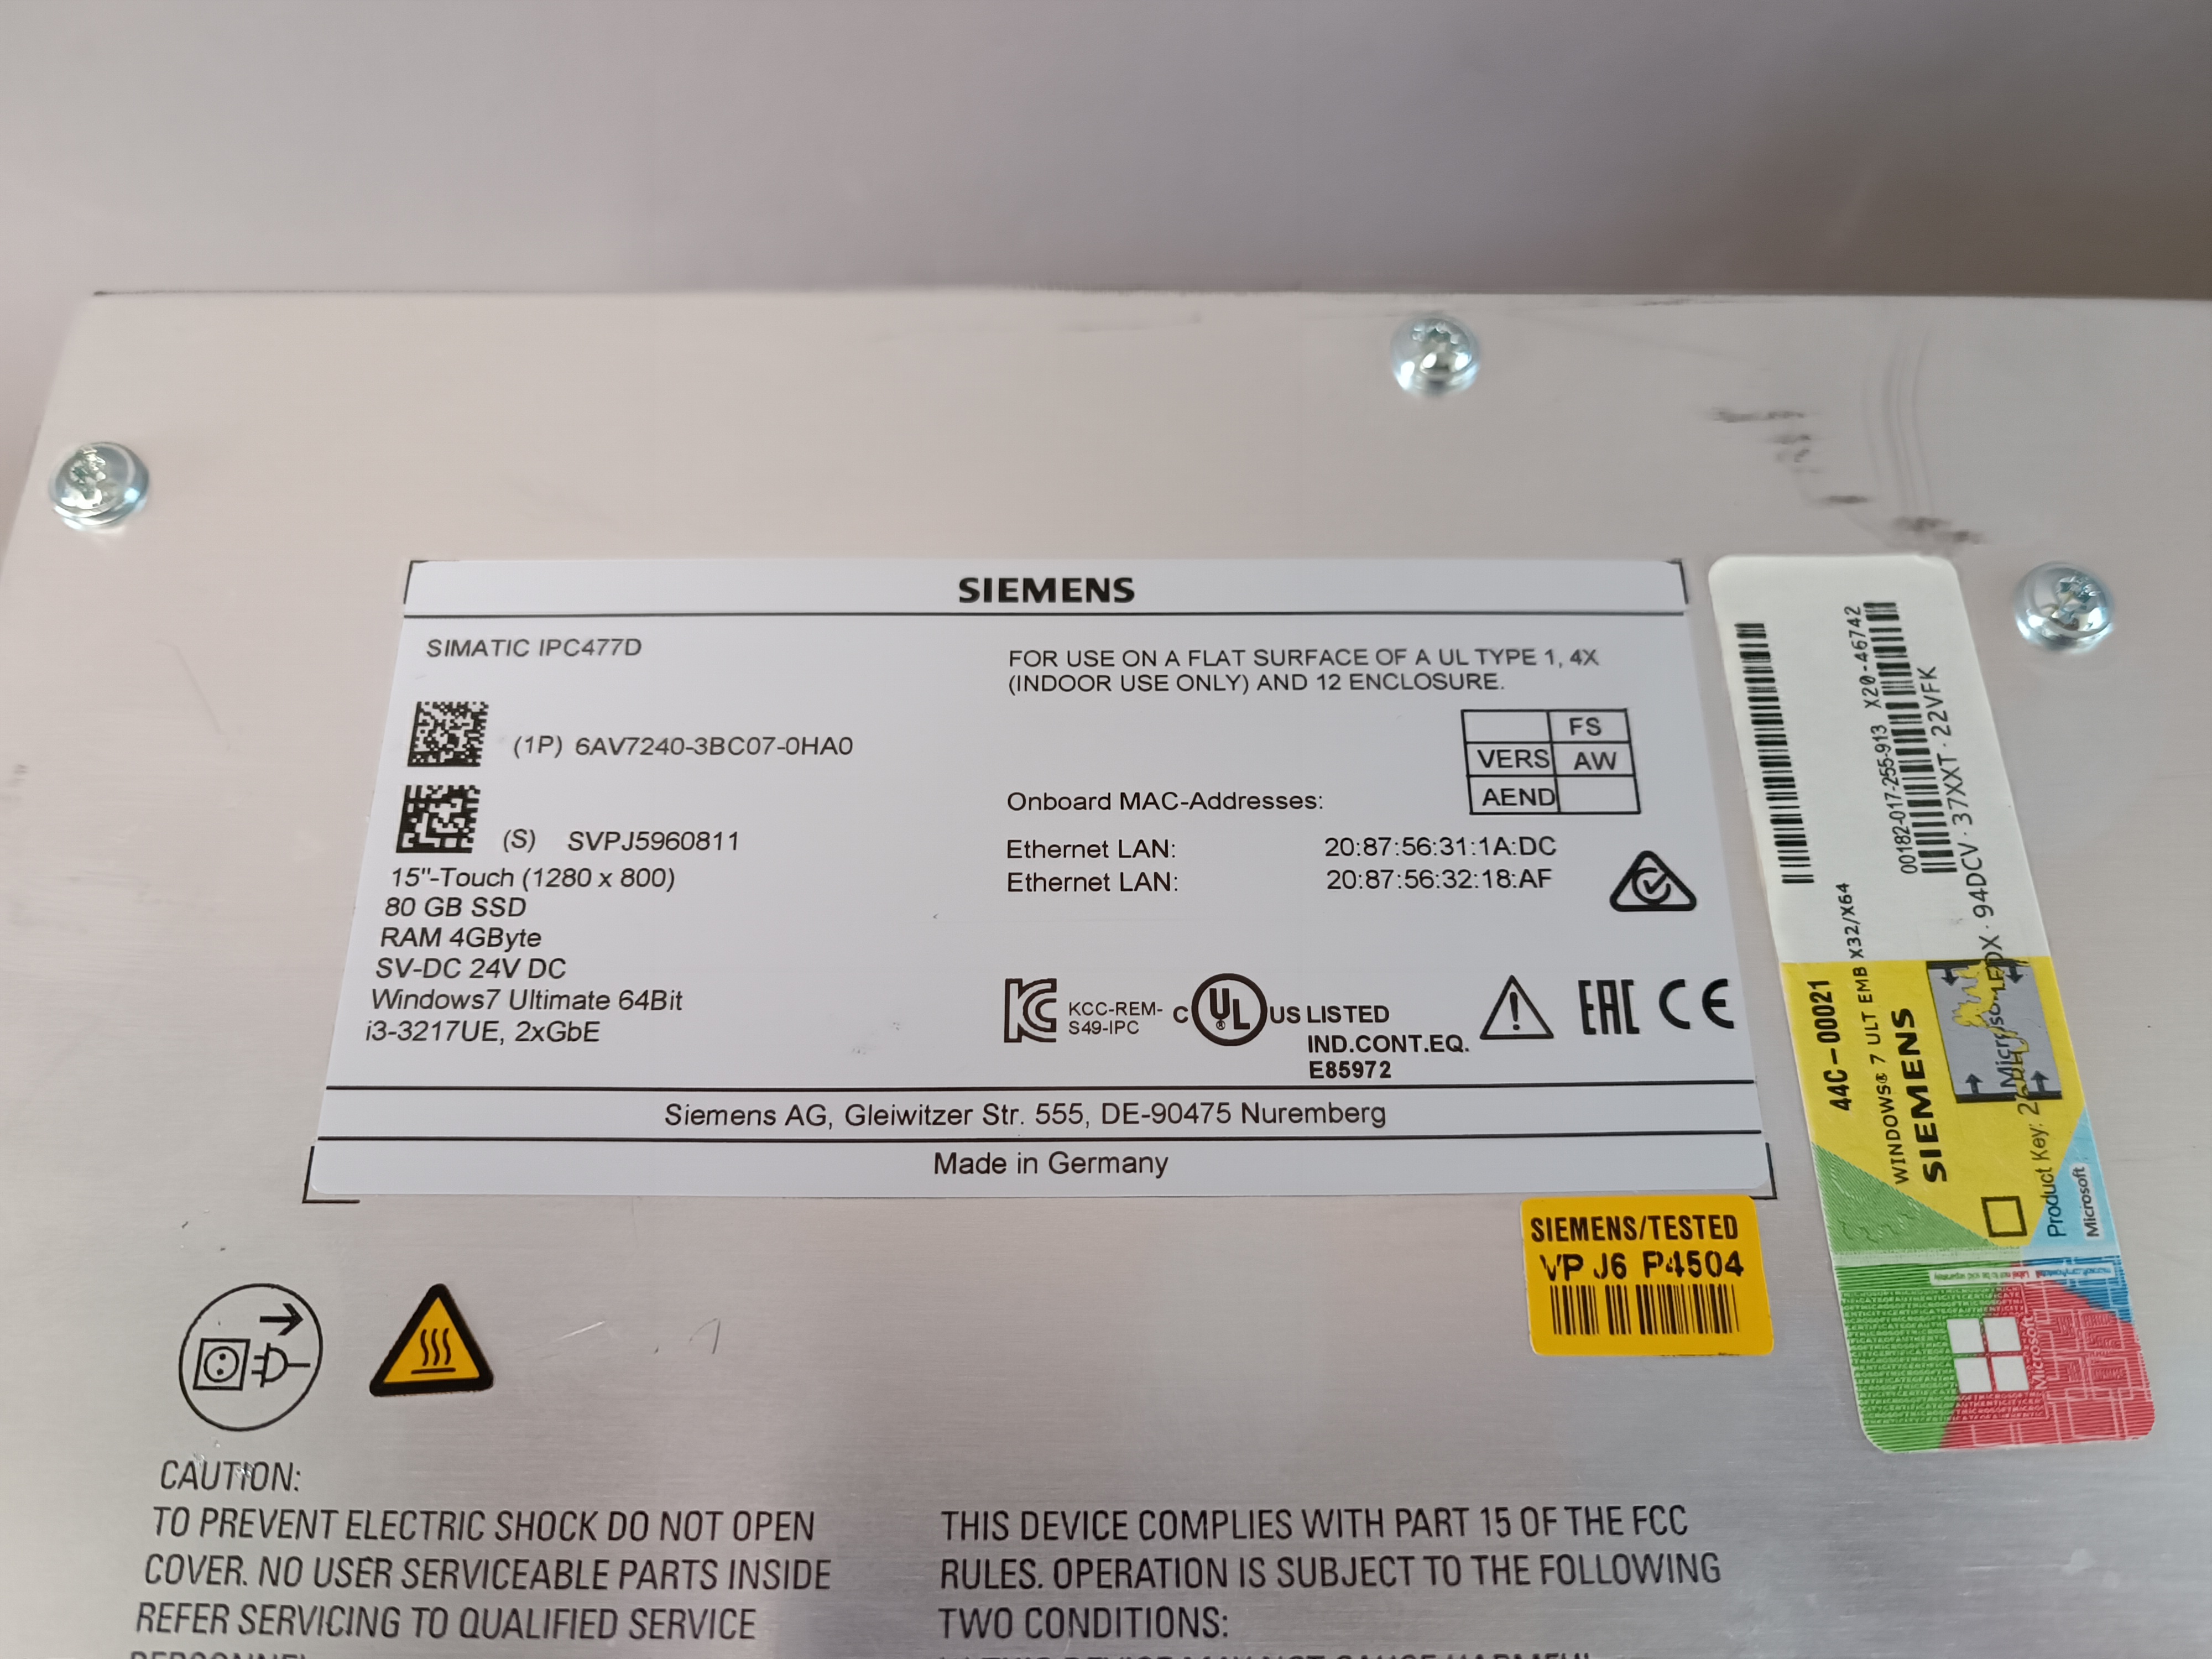 SIEMENS
SIMATIC IPC477D
(1P) 6AV7240-3BC07-0HA0
(S) SVPJ5960811
15"-Touch (1280 x 800)
80 GB SSD
RAM 4GByte
SV-DC 24V DC
Windows7 Ultimate 64Bit
i3-3217UE, 2xGbE
FOR USE ON A FLAT SURFACE OF A UL TYPE 1, 4X
(INDOOR USE ONLY) AND 12 ENCLOSURE.
FS
VERS AW
AEND
Onboard MAC-Addresses:
Ethernet LAN: 20:87:56:31:1A:DC
Ethernet LAN: 20:87:56:32:18:AF
KCC-REM-
S49-IPC
C UL ® US LISTED
IND.CONT.EQ.
E85972
EAC CE
Siemens AG, Gleiwitzer Str. 555, DE-90475 Nuremberg
Made in Germany
SIEMENS/TESTED
VP J6 P4504
44C-00021
WINDOWS® 7 ULT EMB X32/X64
SIEMENS
00182-017-255-913 X20-46742
Product Key:
94DCV-37XXT-22VFK
Microsoft
Microsoft
Microsoft
CAUTION:
TO PREVENT ELECTRIC SHOCK DO NOT OPEN
COVER. NO USER SERVICEABLE PARTS INSIDE
REFER SERVICING TO QUALIFIED SERVICE
THIS DEVICE COMPLIES WITH PART 15 OF THE FCC
RULES. OPERATION IS SUBJECT TO THE FOLLOWING
TWO CONDITIONS: